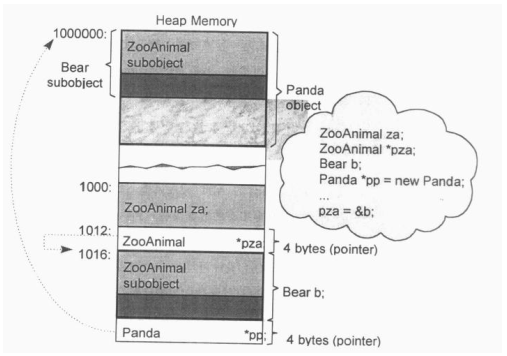 Heap Memory
1000000:
ZooAnimal
subobject
Bear
subobject
Panda
object
ZooAnimal za;
ZooAnimal *pza;
Bear b;
Panda *pp = new Panda;
...
pza = &b;
1000:
ZooAnimal za;
1012:
ZooAnimal *pza
4 bytes (pointer)
1016:
ZooAnimal
subobject
Bear b;
Panda *pp;
4 bytes (pointer)